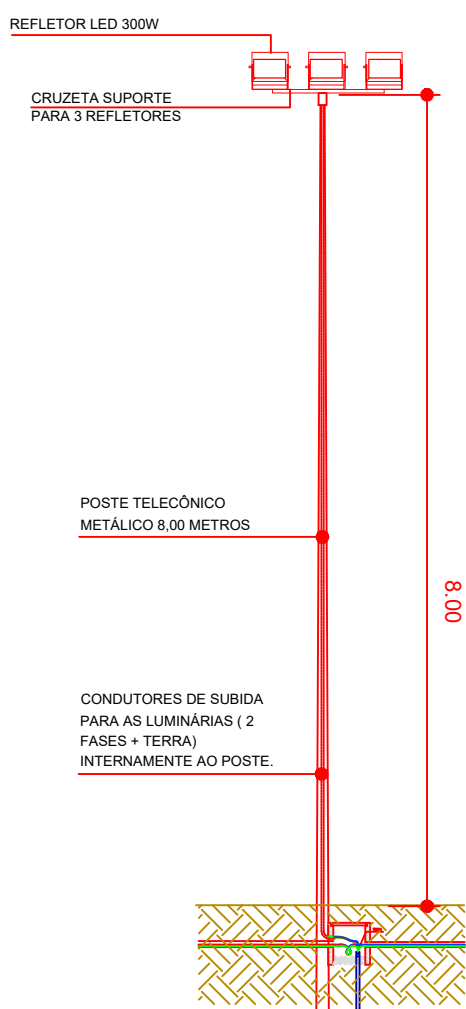 REFLETOR LED 300W
CRUZETA SUPORTE
PARA 3 REFLETORES
POSTE TELECÔNICO
METÁLICO 8,00 METROS
8.00
CONDUTORES DE SUBIDA
PARA AS LUMINÁRIAS ( 2
FASES + TERRA)
INTERNAMENTE AO POSTE.